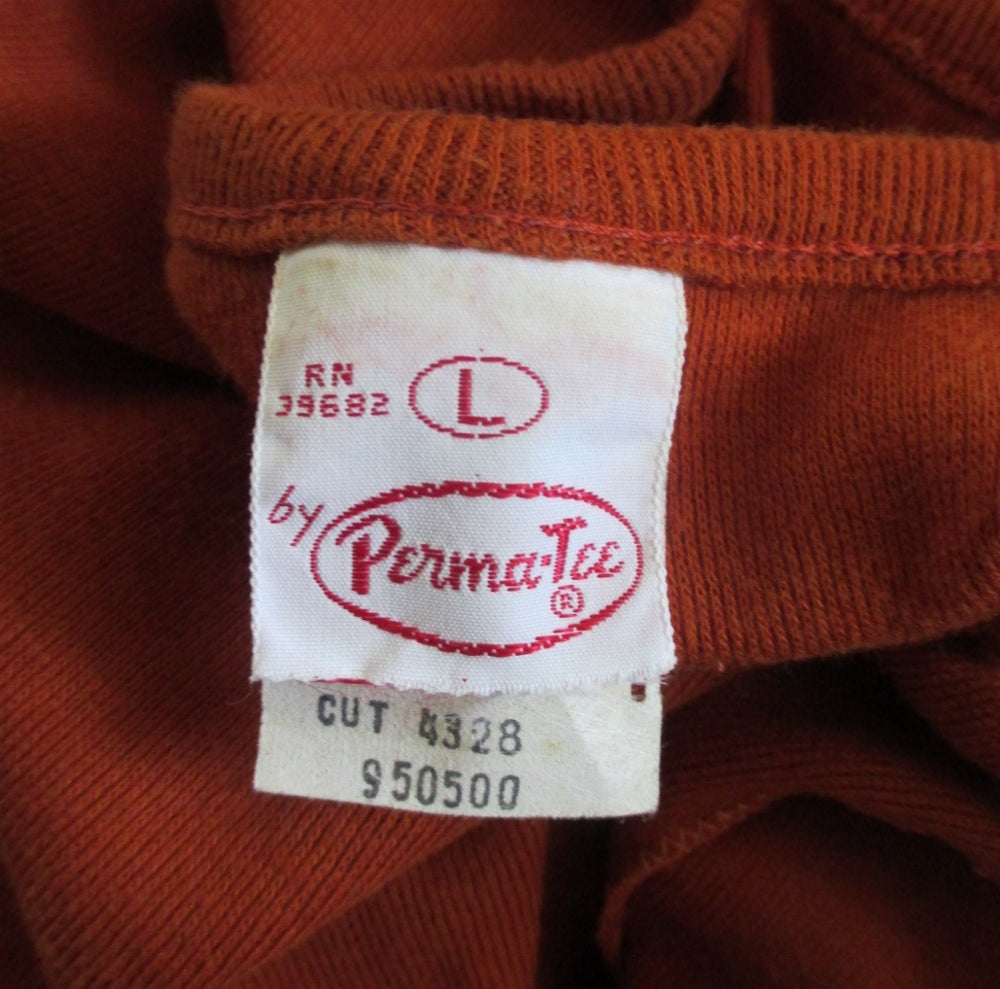 RN
39682
L
by Perma-Tee ®
CUT 4328
950500